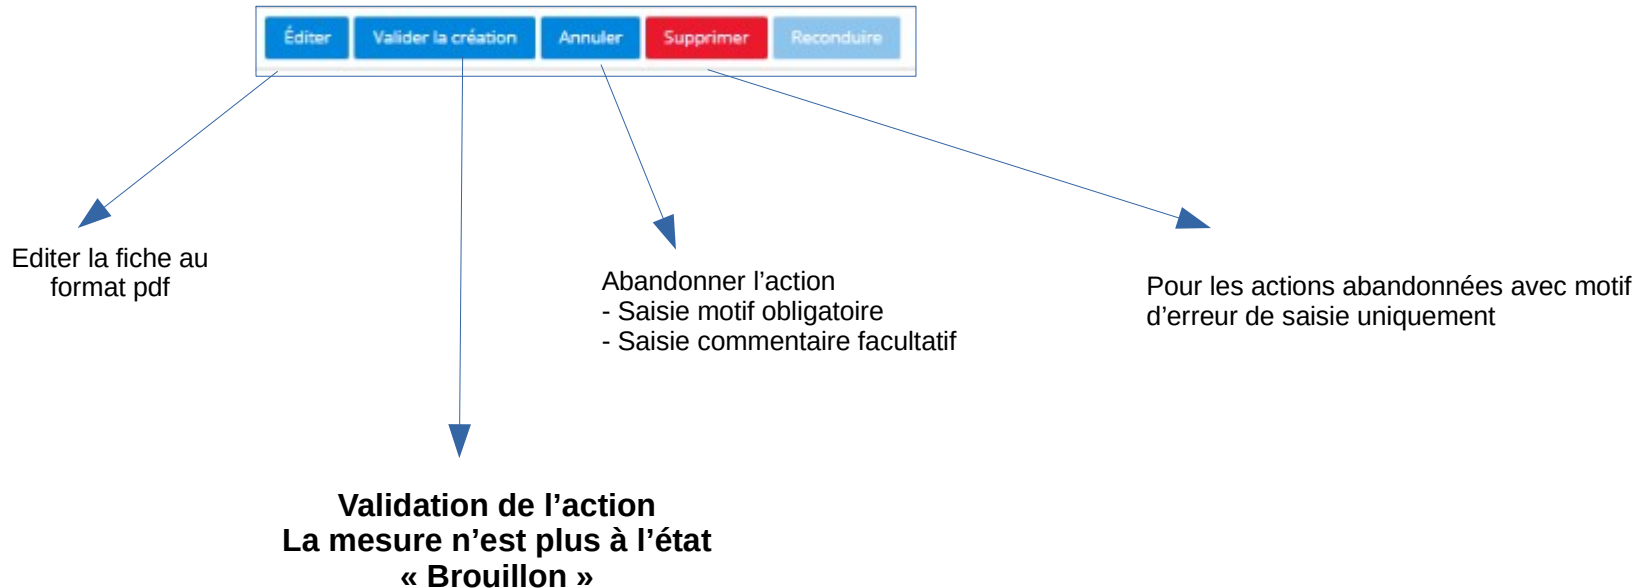 Éditer Valider la création Annuler Supprimer Reconduire
Editer la fiche au
format pdf
Abandonner l’action
- Saisie motif obligatoire
- Saisie commentaire facultatif
Pour les actions abandonnées avec motif
d’erreur de saisie uniquement
Validation de l’action
La mesure n’est plus à l’état
« Brouillon »